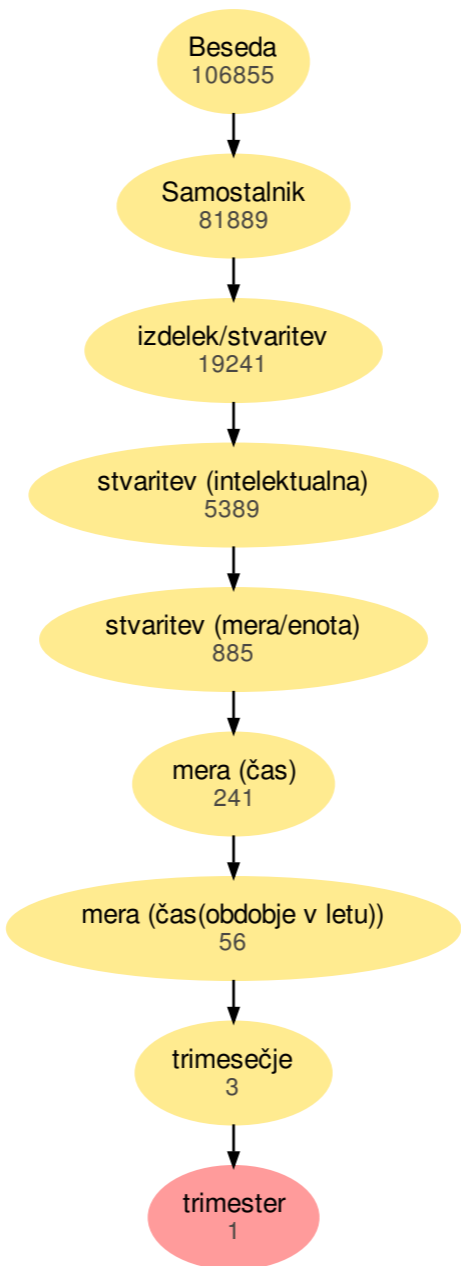 Beseda
106855
Samostalnik
81889
izdelek/stvaritev
19241
stvaritev (intelektualna)
5389
stvaritev (mera/enota)
885
mera (čas)
241
mera (čas(obdobje v letu))
56
trimesečje
3
trimester
1